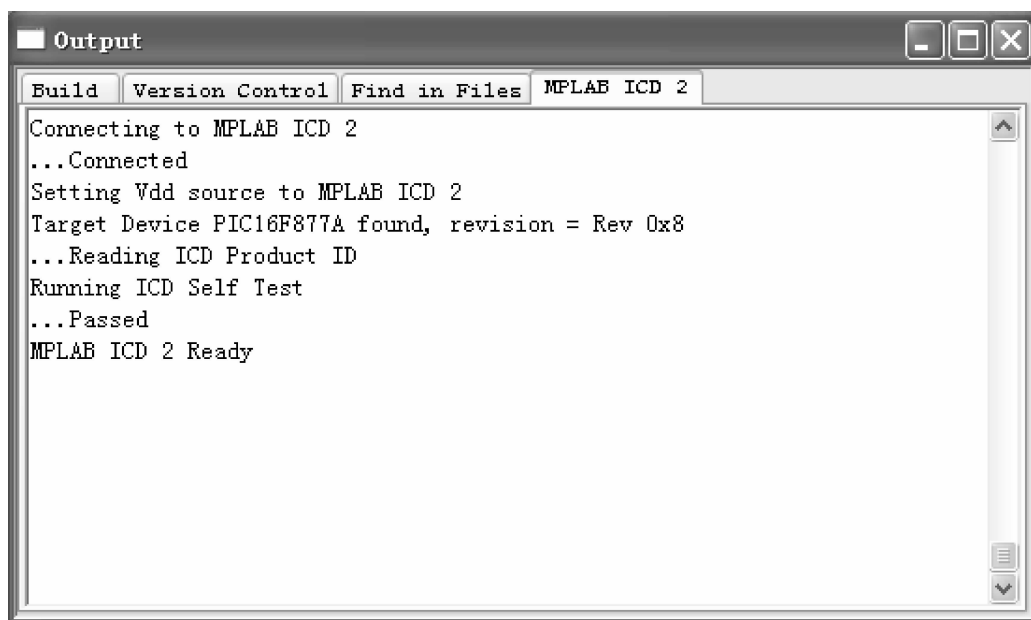 Output
Build Version Control Find in Files MPLAB ICD 2
Connecting to MPLAB ICD 2
...Connected
Setting Vdd source to MPLAB ICD 2
Target Device PIC16F877A found, revision = Rev 0x8
...Reading ICD Product ID
Running ICD Self Test
...Passed
MPLAB ICD 2 Ready